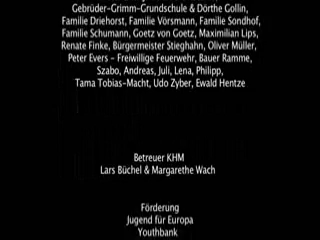 Gebrüder-Grimm-Grundschule & Dörthe Gollin,
Familie Driehorst, Familie Vörsmann, Familie Sondhof,
Familie Schumann, Goetz von Goetz, Maximilian Lips,
Renate Finke, Bürgermeister Stieghahn, Oliver Müller,
Peter Evers - Freiwillige Feuerwehr, Bauer Ramme,
Szabo, Andreas, Juli, Lena, Philipp,
Tama Tobias-Macht, Udo Zyber, Ewald Hentze
Betreuer KHM
Lars Büchel & Margarethe Wach
Förderung
Jugend für Europa
Youthbank